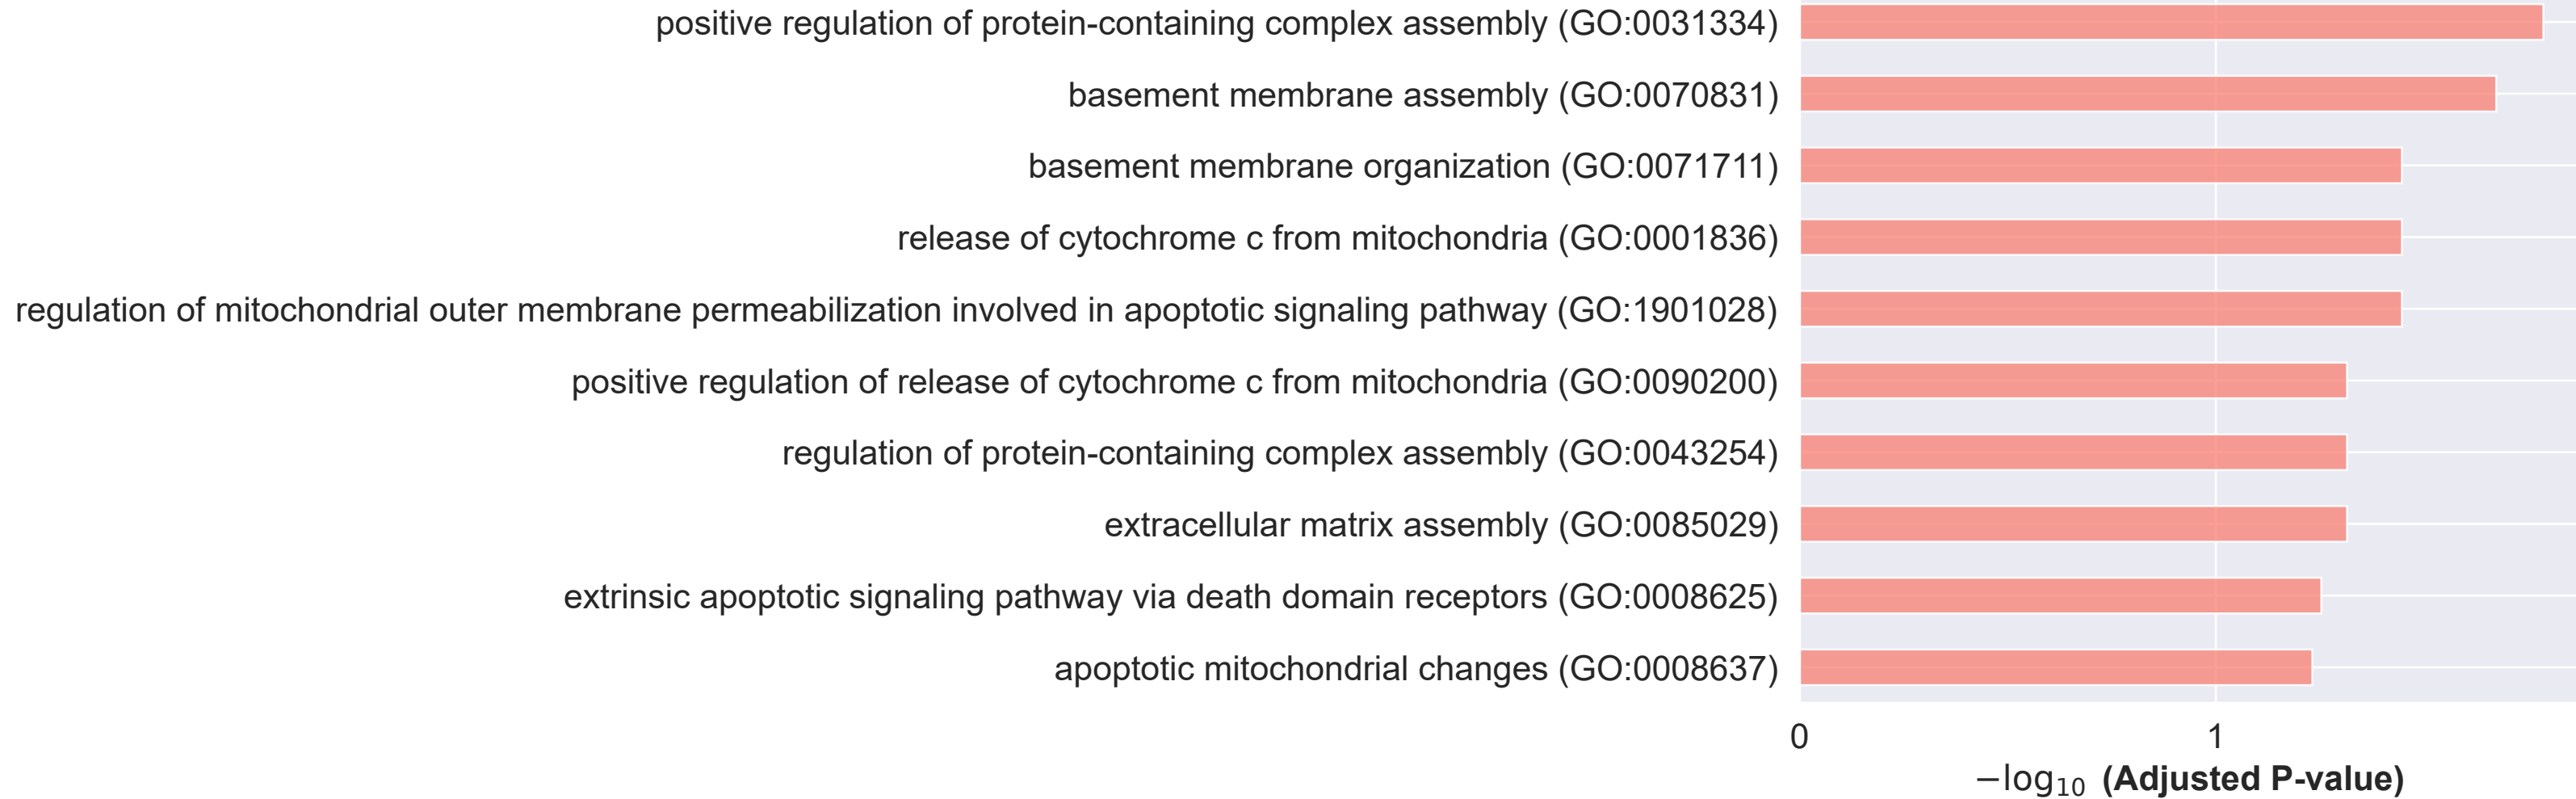 positive regulation of protein-containing complex assembly (GO:0031334)
basement membrane assembly (GO:0070831)
basement membrane organization (GO:0071711)
release of cytochrome c from mitochondria (GO:0001836)
regulation of mitochondrial outer membrane permeabilization involved in apoptotic signaling pathway (GO:1901028)
positive regulation of release of cytochrome c from mitochondria (GO:0090200)
regulation of protein-containing complex assembly (GO:0043254)
extracellular matrix assembly (GO:0085029)
extrinsic apoptotic signaling pathway via death domain receptors (GO:0008625)
apoptotic mitochondrial changes (GO:0008637)
0 1
−log₁₀ (Adjusted P-value)